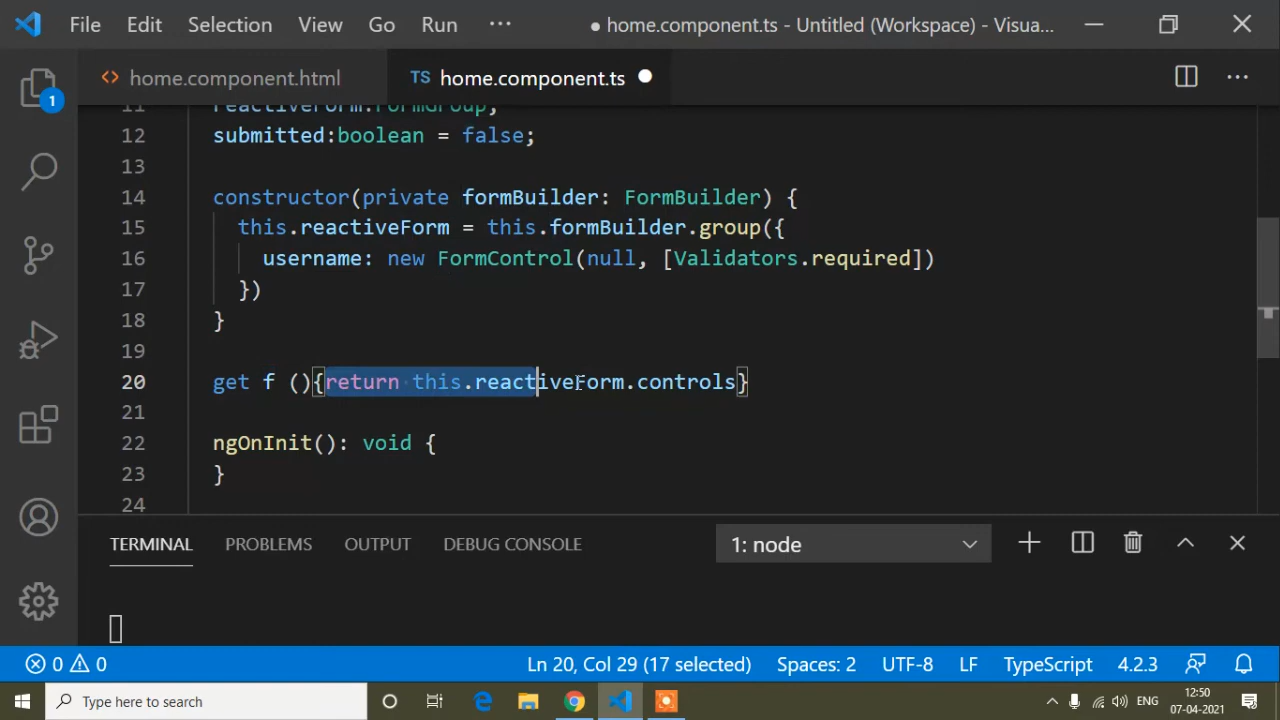 File Edit Selection View Go Run ··· ● home.component.ts - Untitled (Workspace) - Visua...
<> home.component.html TS home.component.ts ●
1
11 reactiveForm:FormGroup;
12 submitted:boolean = false;
13
14 constructor(private formBuilder: FormBuilder) {
15 this.reactiveForm = this.formBuilder.group({
16 username: new FormControl(null, [Validators.required])
17 })
18 }
19
20 get f (){return·this.reactiveForm.controls}
21
22 ngOnInit(): void {
23 }
24
TERMINAL PROBLEMS OUTPUT DEBUG CONSOLE 1: node
0 0 Ln 20, Col 29 (17 selected) Spaces: 2 UTF-8 LF TypeScript 4.2.3
Type here to search ENG 12:50
07-04-2021